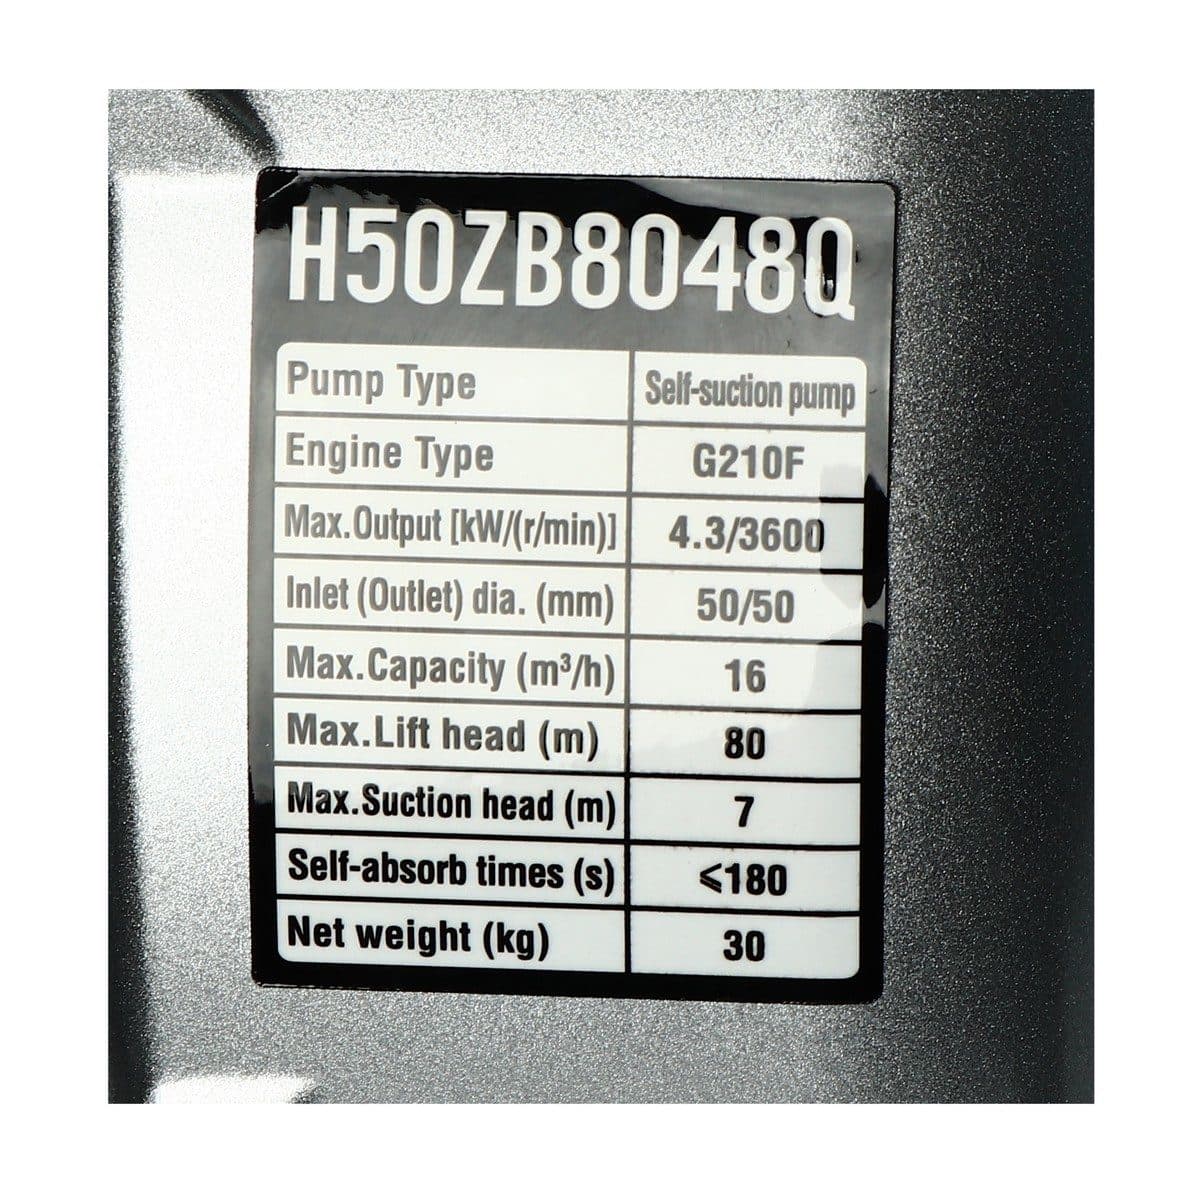 H50ZB8048Q
Pump Type Self-suction pump
Engine Type G210F
Max.Output [kW/(r/min)] 4.3/3600
Inlet (Outlet) dia. (mm) 50/50
Max.Capacity (m³/h) 16
Max.Lift head (m) 80
Max.Suction head (m) 7
Self-absorb times (s) ⩽180
Net weight (kg) 30